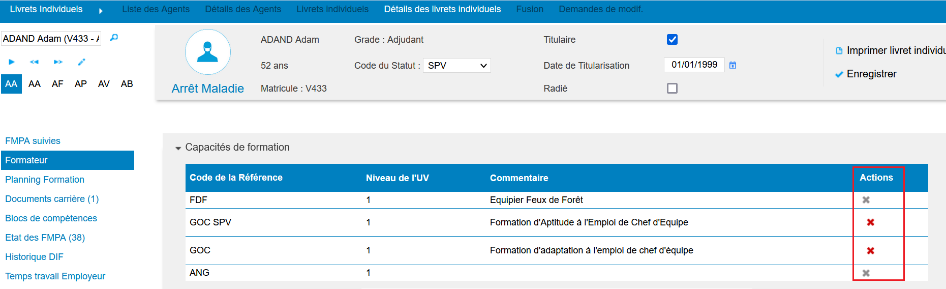 Livrets Individuels Liste des Agents Détails des Agents Livrets individuels Détails des livrets individuels Fusion Demandes de modif.
ADAND Adam (V433 - A
AA AA AF AP AV AB
ADAND Adam Grade : Adjudant Titulaire
52 ans Code du Statut : SPV Date de Titularisation 01/01/1999
Arrêt Maladie Matricule : V433 Radié
Imprimer livret individu
Enregistrer
FMPA suivies
Formateur
Planning Formation
Documents carrière (1)
Blocs de compétences
Etat des FMPA (38)
Historique DIF
Temps travail Employeur
Capacités de formation
Code de la Référence Niveau de l'UV Commentaire Actions
FDF 1 Equipier Feux de Forêt
GOC SPV 1 Formation d'Aptitude à l'Emploi de Chef d'Equipe
GOC 1 Formation d'adaptation à l'emploi de chef d'équipe
ANG 1